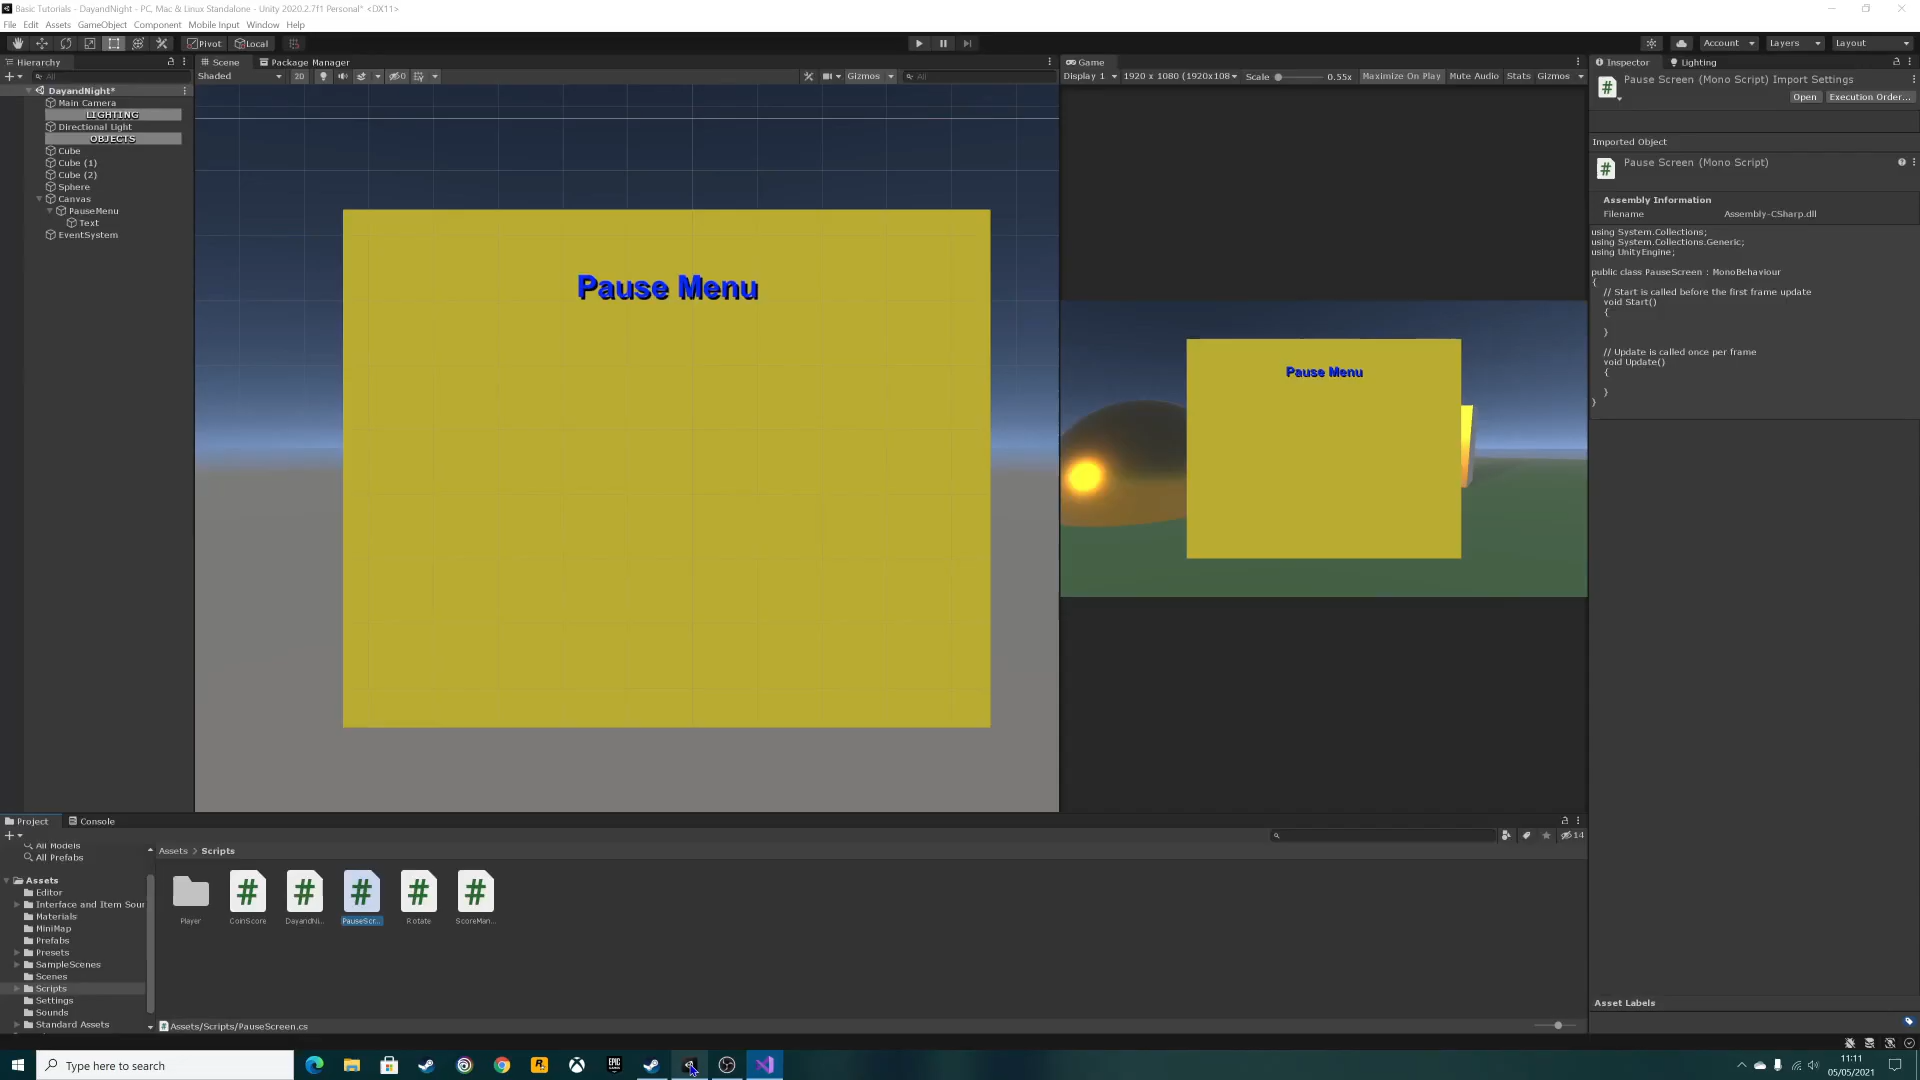 Basic Tutorials - DayandNight - PC, Mac & Linux Standalone - Unity 2020.2.7f1 Personal* <DX11>
File Edit Assets GameObject Component Mobile Input Window Help
Pivot Local Account Layers Layout
Hierarchy
All
DayandNight*
Main Camera
LIGHTING
Directional Light
OBJECTS
Cube
Cube (1)
Cube (2)
Sphere
Canvas
PauseMenu
Text
EventSystem
Scene Package Manager
Shaded 2D 0 Gizmos All
Pause Menu
Game
Display 1 1920 x 1080 (1920x108 Scale 0.55x Maximize On Play Mute Audio Stats Gizmos
Pause Menu
Inspector Lighting
Pause Screen (Mono Script) Import Settings
Open Execution Order...
Imported Object
Pause Screen (Mono Script)
Assembly Information
Filename Assembly-CSharp.dll
using System.Collections;
using System.Collections.Generic;
using UnityEngine;
public class PauseScreen : MonoBehaviour
{
// Start is called before the first frame update
void Start()
{
}
// Update is called once per frame
void Update()
{
}
}
Asset Labels
Project Console
14
All Models
All Prefabs
Assets
Editor
Interface and Item Sour
Materials
MiniMap
Prefabs
Presets
SampleScenes
Scenes
Scripts
Settings
Sounds
Standard Assets
Assets > Scripts
Player CoinScore DayandNi... PauseScr... Rotate ScoreMan...
Assets/Scripts/PauseScreen.cs
Type here to search
EPIC GAMES
11:11
05/05/2021